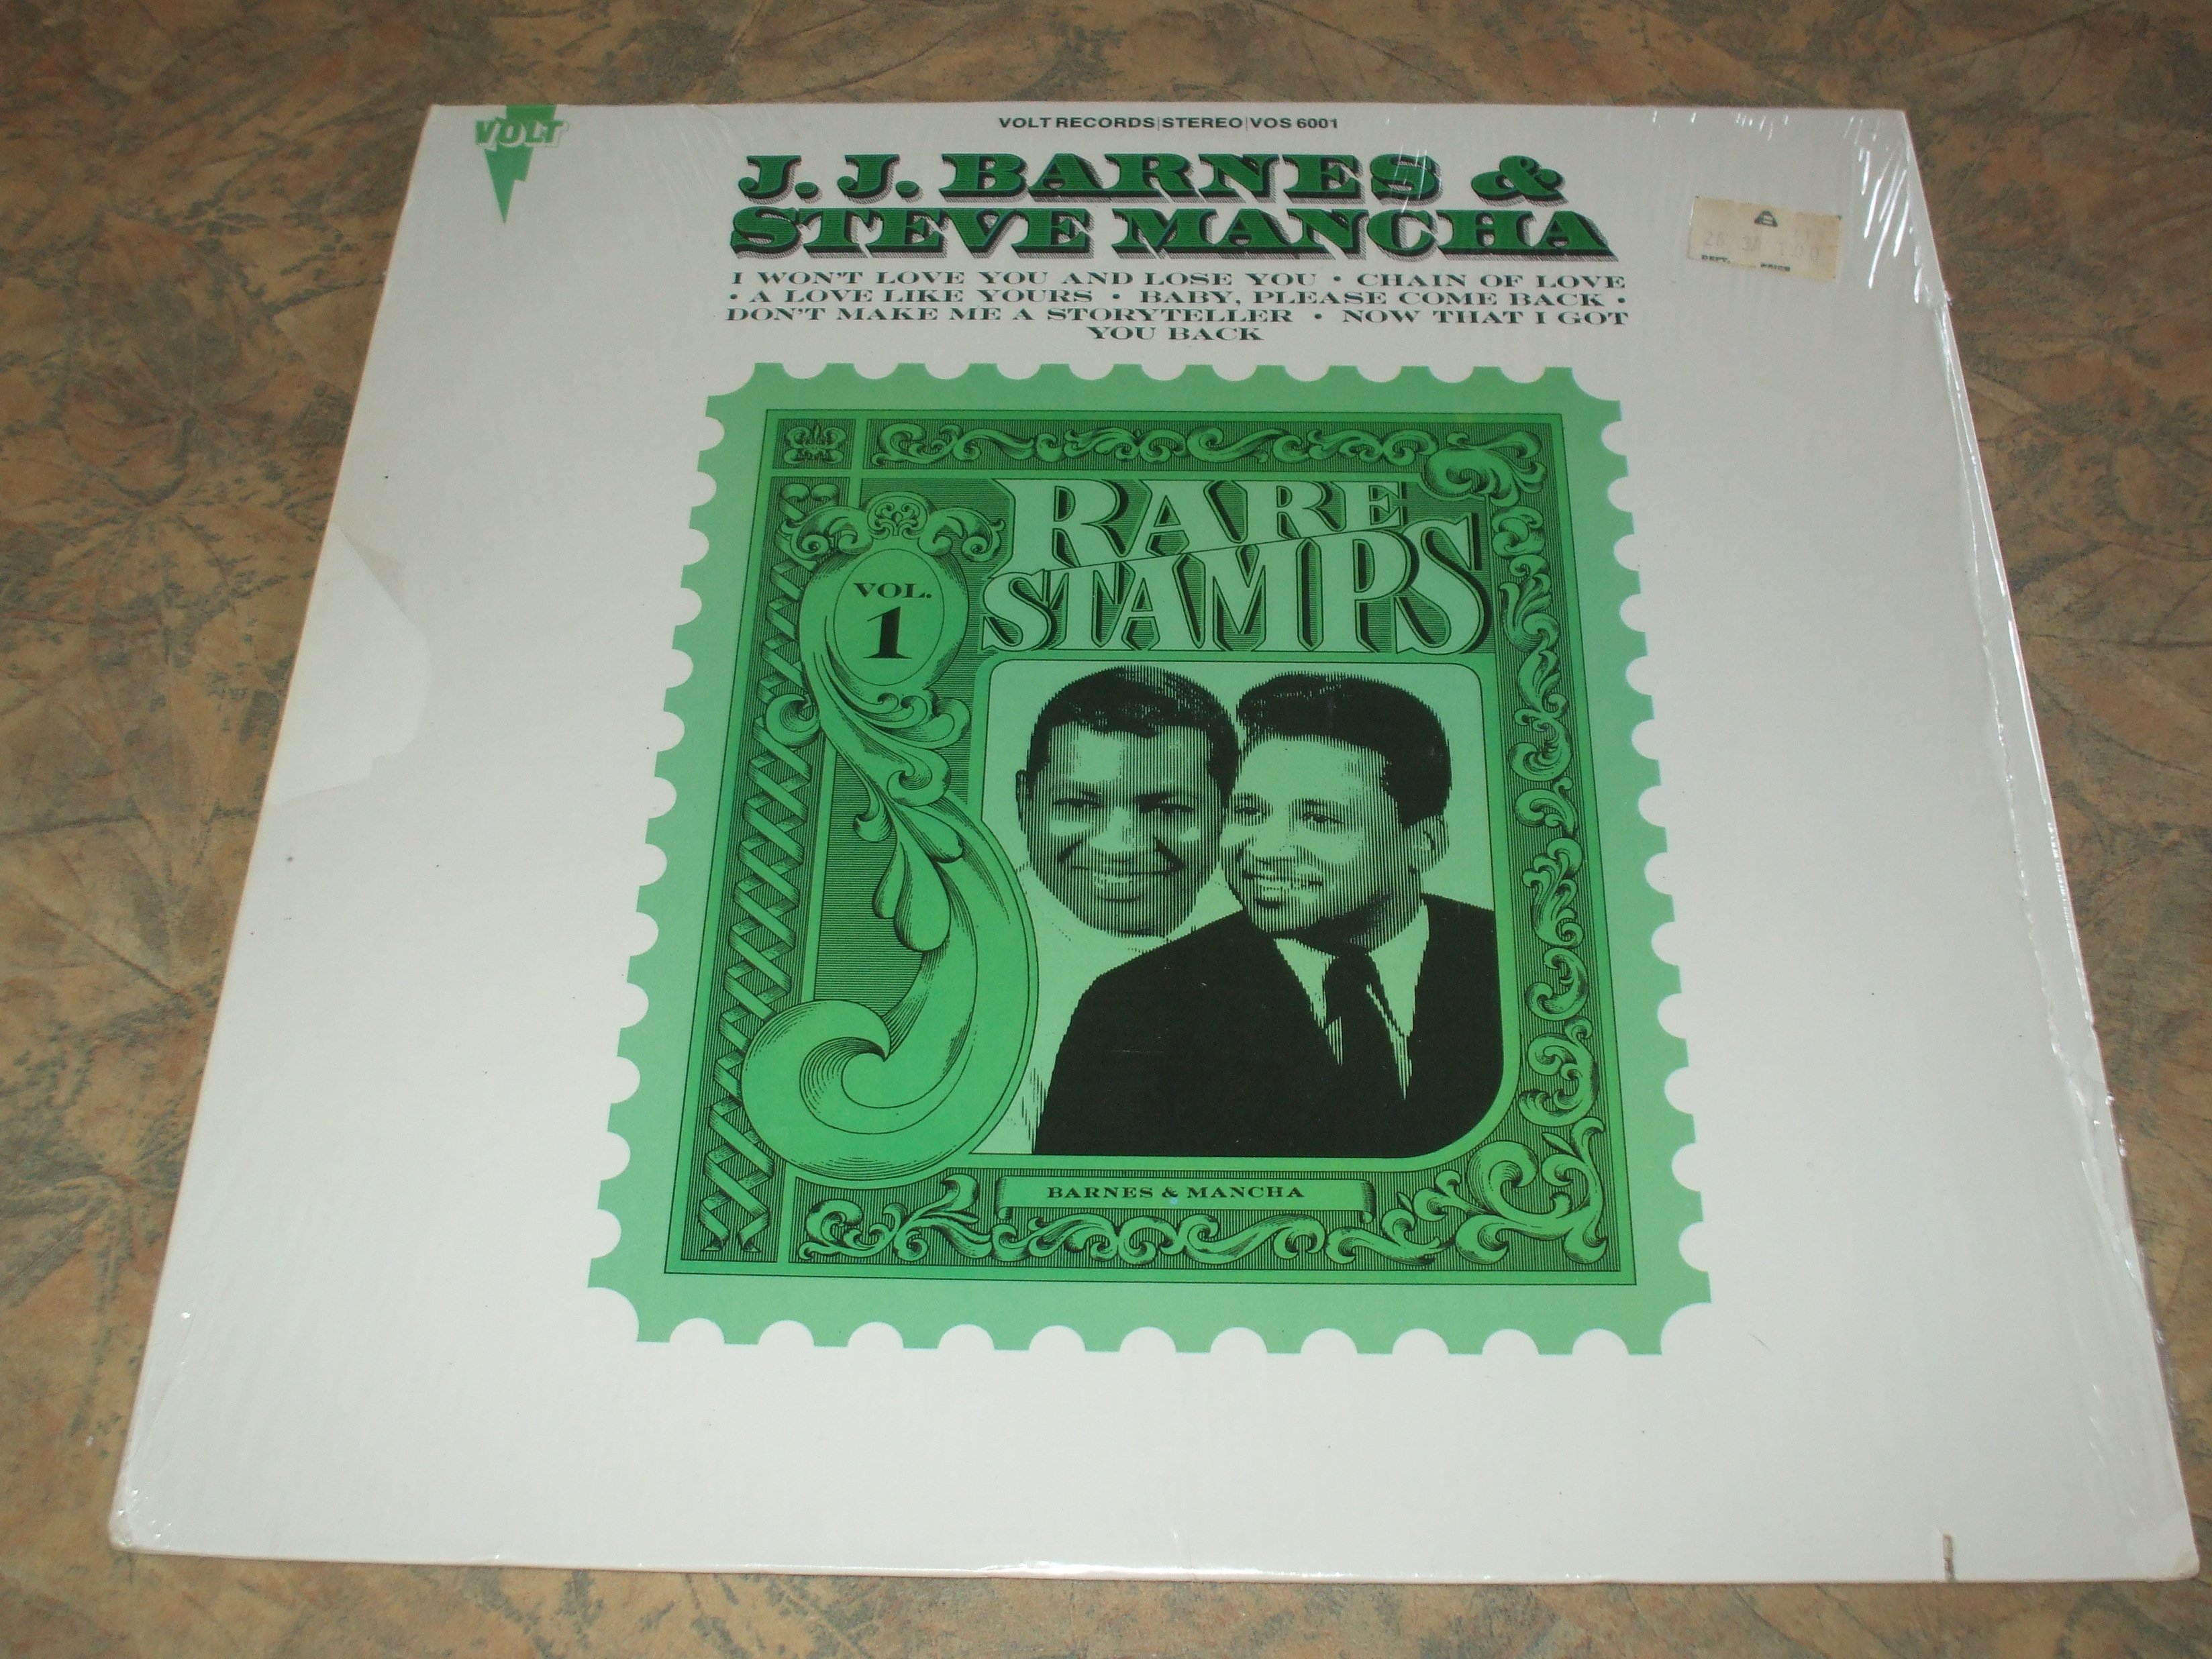 VOLT
VOLT RECORDS|STEREO|VOS 6001
J. J. BARNES &
STEVE MANCHA
I WON'T LOVE YOU AND LOSE YOU • CHAIN OF LOVE
• A LOVE LIKE YOURS • BABY, PLEASE COME BACK •
DON'T MAKE ME A STORYTELLER • NOW THAT I GOT
YOU BACK
DEPT. PRICE
RARE
STAMPS
VOL.
1
BARNES & MANCHA